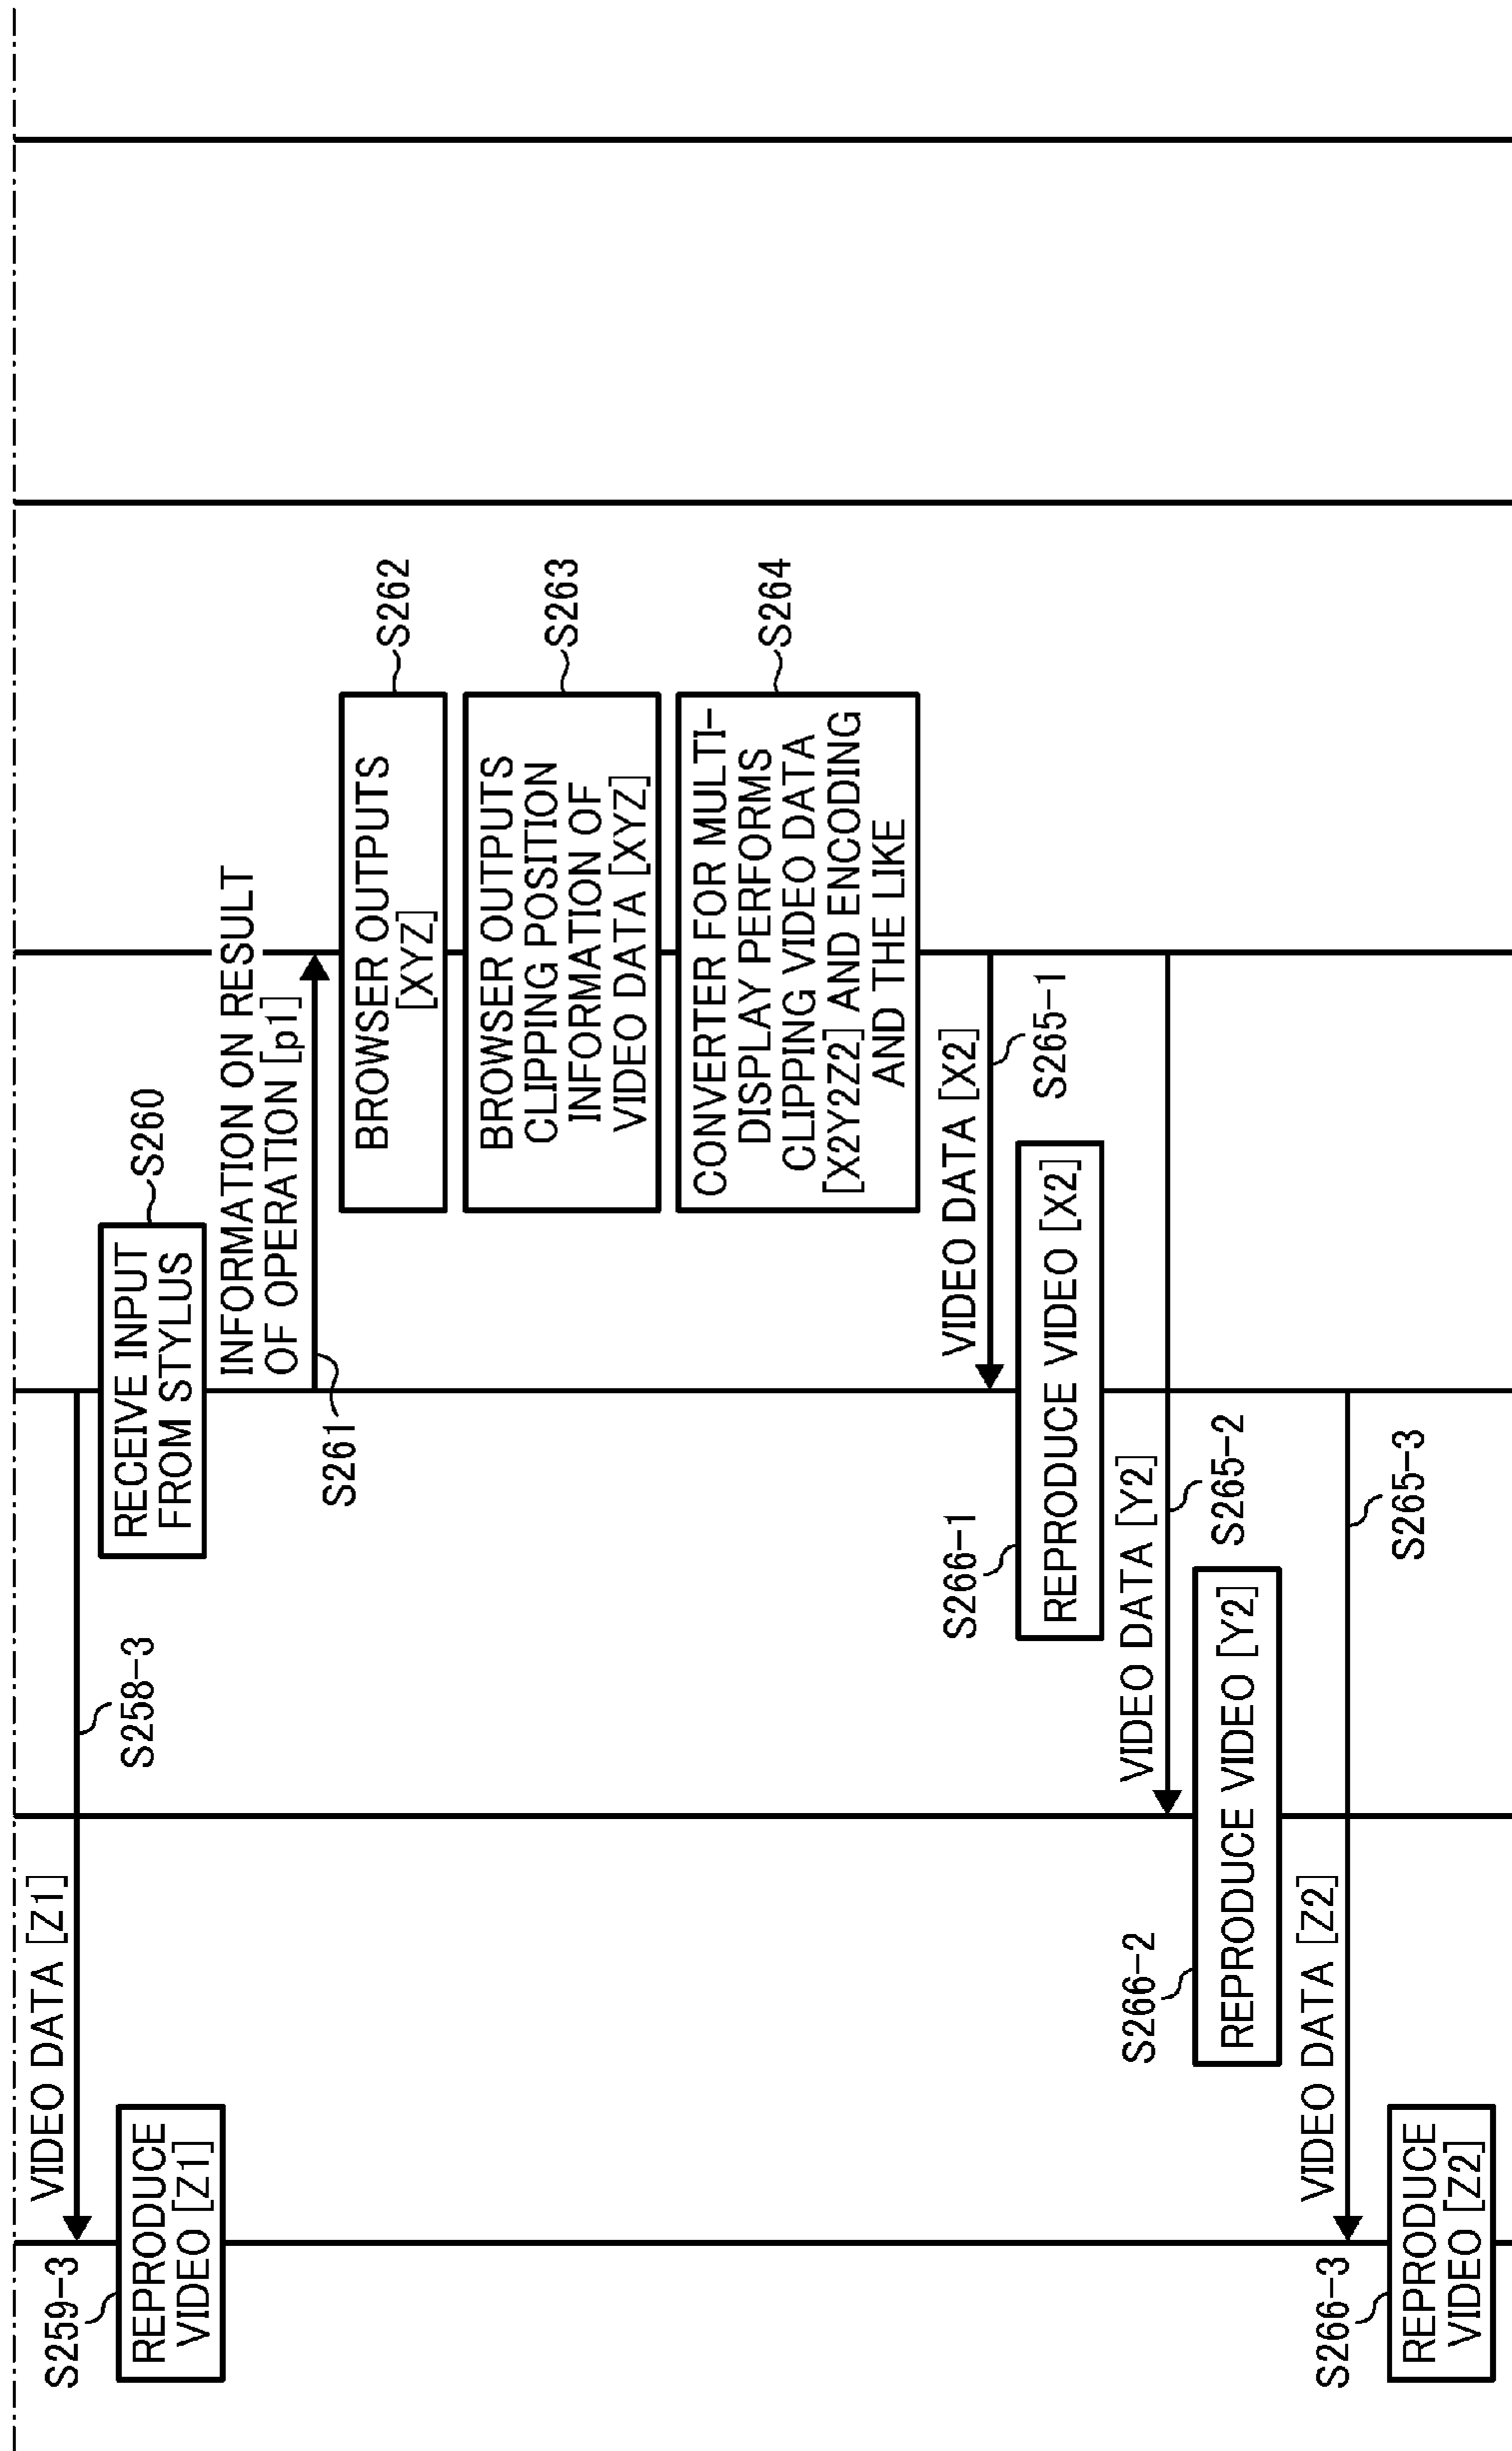 VIDEO DATA [Z1]
S258-3
S259-3
REPRODUCE
VIDEO [Z1]
RECEIVE INPUT
FROM STYLUS
S260
INFORMATION ON RESULT
OF OPERATION [p1]
S261
BROWSER OUTPUTS
[XYZ]
S262
BROWSER OUTPUTS
CLIPPING POSITION
INFORMATION OF
VIDEO DATA [XYZ]
S263
CONVERTER FOR MULTI-
DISPLAY PERFORMS
CLIPPING VIDEO DATA
[X2Y2Z2] AND ENCODING
AND THE LIKE
S264
VIDEO DATA [X2]
S265-1
S266-1
REPRODUCE VIDEO [X2]
VIDEO DATA [Y2]
S265-2
S266-2
REPRODUCE VIDEO [Y2]
VIDEO DATA [Z2]
S265-3
S266-3
REPRODUCE
VIDEO [Z2]